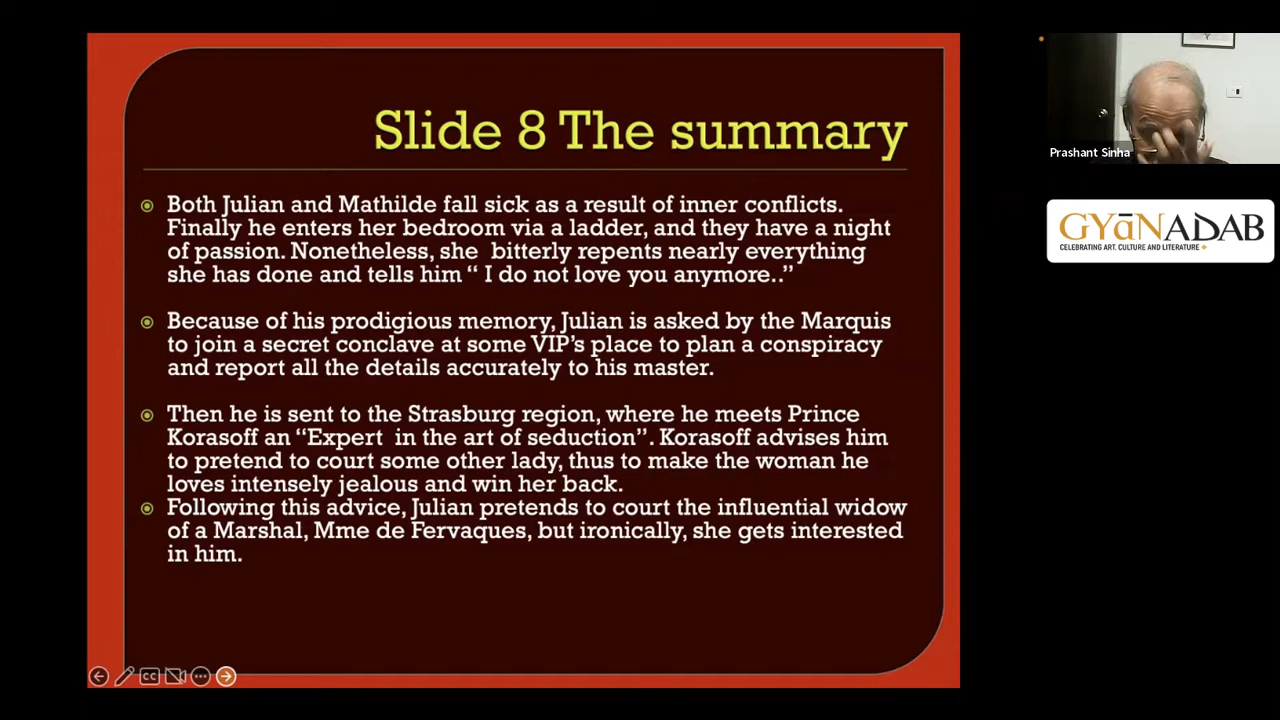 Slide 8 The summary
Both Julian and Mathilde fall sick as a result of inner conflicts.
Finally he enters her bedroom via a ladder, and they have a night
of passion. Nonetheless, she  bitterly repents nearly everything
she has done and tells him “ I do not love you anymore..”
Because of his prodigious memory, Julian is asked by the Marquis
to join a secret conclave at some VIP’s place to plan a conspiracy
and report all the details accurately to his master.
Then he is sent to the Strasburg region, where he meets Prince
Korasoff an “Expert  in the art of seduction”. Korasoff advises him
to pretend to court some other lady, thus to make the woman he
loves intensely jealous and win her back.
Following this advice, Julian pretends to court the influential widow
of a Marshal, Mme de Fervaques, but ironically, she gets interested
in him.
CC
Prashant Sinha
GYāNADAB
CELEBRATING ART, CULTURE AND LITERATURE